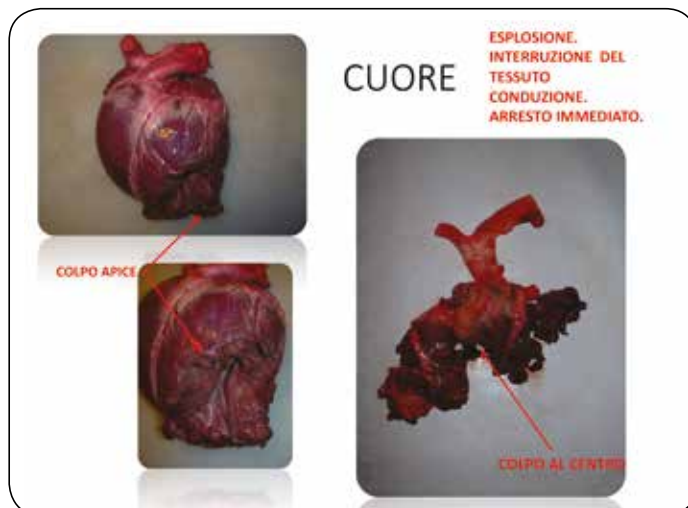 CUORE
ESPLOSIONE.
INTERRUZIONE DEL
TESSUTO
CONDUZIONE.
ARRESTO IMMEDIATO.
COLPO APICE
COLPO AL CENTRO